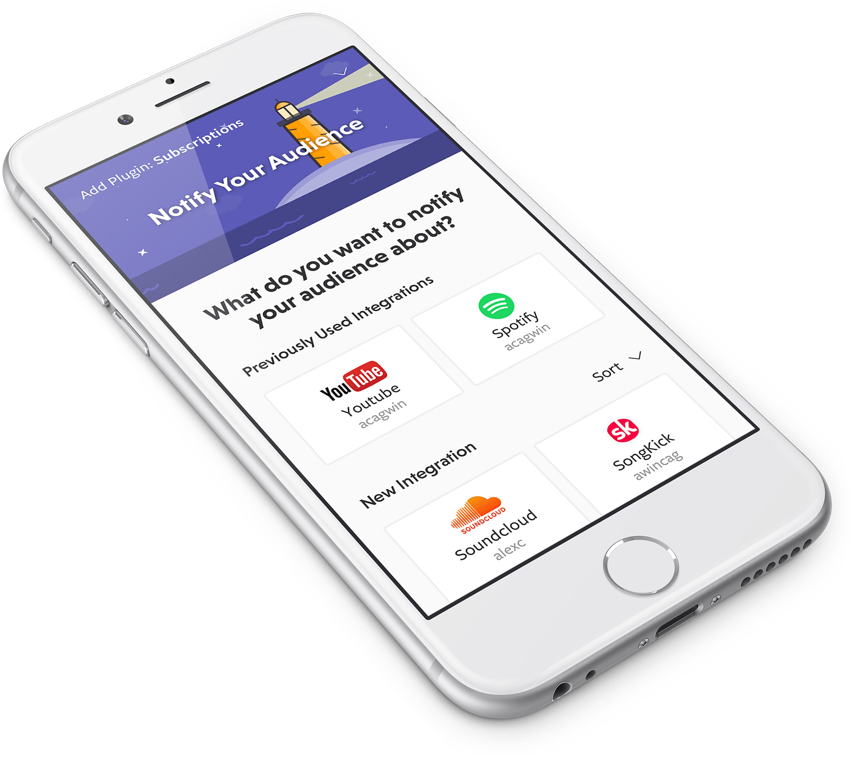 Add Plugin: Subscriptions
Notify Your Audience
What do you want to notify
your audience about?
Previously Used Integrations
YouTube
Youtube
acagwin
Spotify
acagwin
Sort
New Integration
SOUNDCLOUD
Soundcloud
alexc
sk
SongKick
awincag